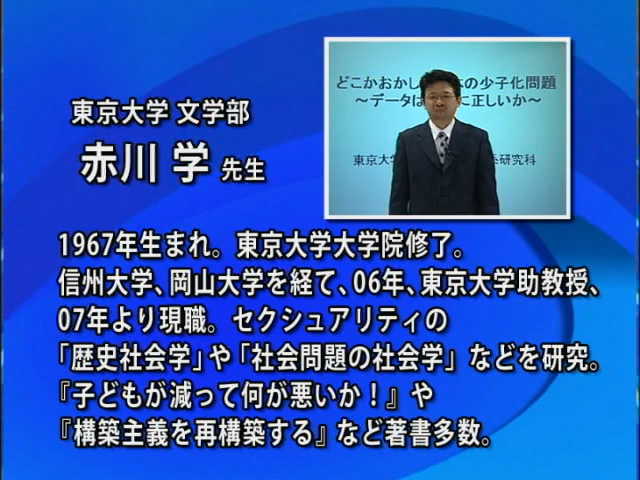 どこかおかし の少子化問題
～データは に正しいか～
東京大学 系研究科
東京大学 文学部
赤川 学 先生
1967年生まれ。東京大学大学院修了。
信州大学、岡山大学を経て、06年、東京大学助教授、
07年より現職。セクシュアリティの
「歴史社会学」や「社会問題の社会学」などを研究。
『子どもが減って何が悪いか！』や
『構築主義を再構築する』など著書多数。